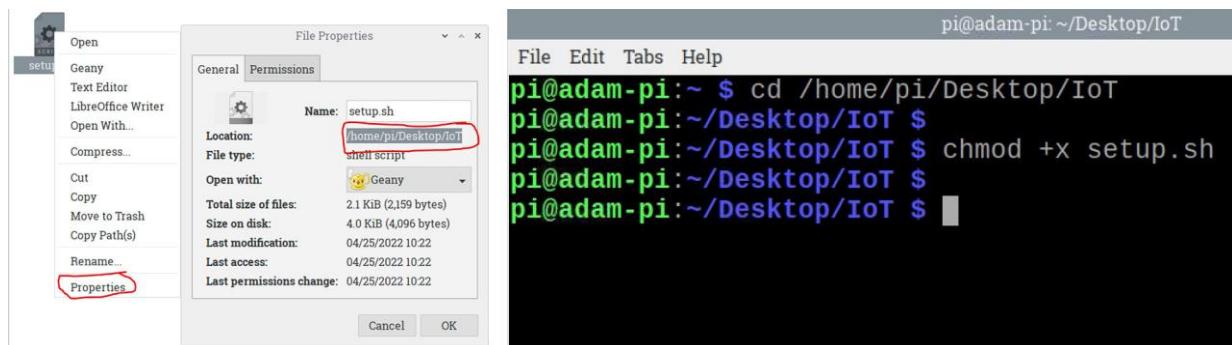 setu
Open
Geany
Text Editor
LibreOffice Writer
Open With...
Compress...
Cut
Copy
Move to Trash
Copy Path(s)
Rename...
Properties
File Properties
General Permissions
Name: setup.sh
Location: /home/pi/Desktop/IoT
File type: shell script
Open with: Geany
Total size of files: 2.1 KiB (2,159 bytes)
Size on disk: 4.0 KiB (4,096 bytes)
Last modification: 04/25/2022 10:22
Last access: 04/25/2022 10:22
Last permissions change: 04/25/2022 10:22
Cancel OK
pi@adam-pi: ~/Desktop/IoT
File Edit Tabs Help
pi@adam-pi:~ $ cd /home/pi/Desktop/IoT
pi@adam-pi:~/Desktop/IoT $
pi@adam-pi:~/Desktop/IoT $ chmod +x setup.sh
pi@adam-pi:~/Desktop/IoT $
pi@adam-pi:~/Desktop/IoT $